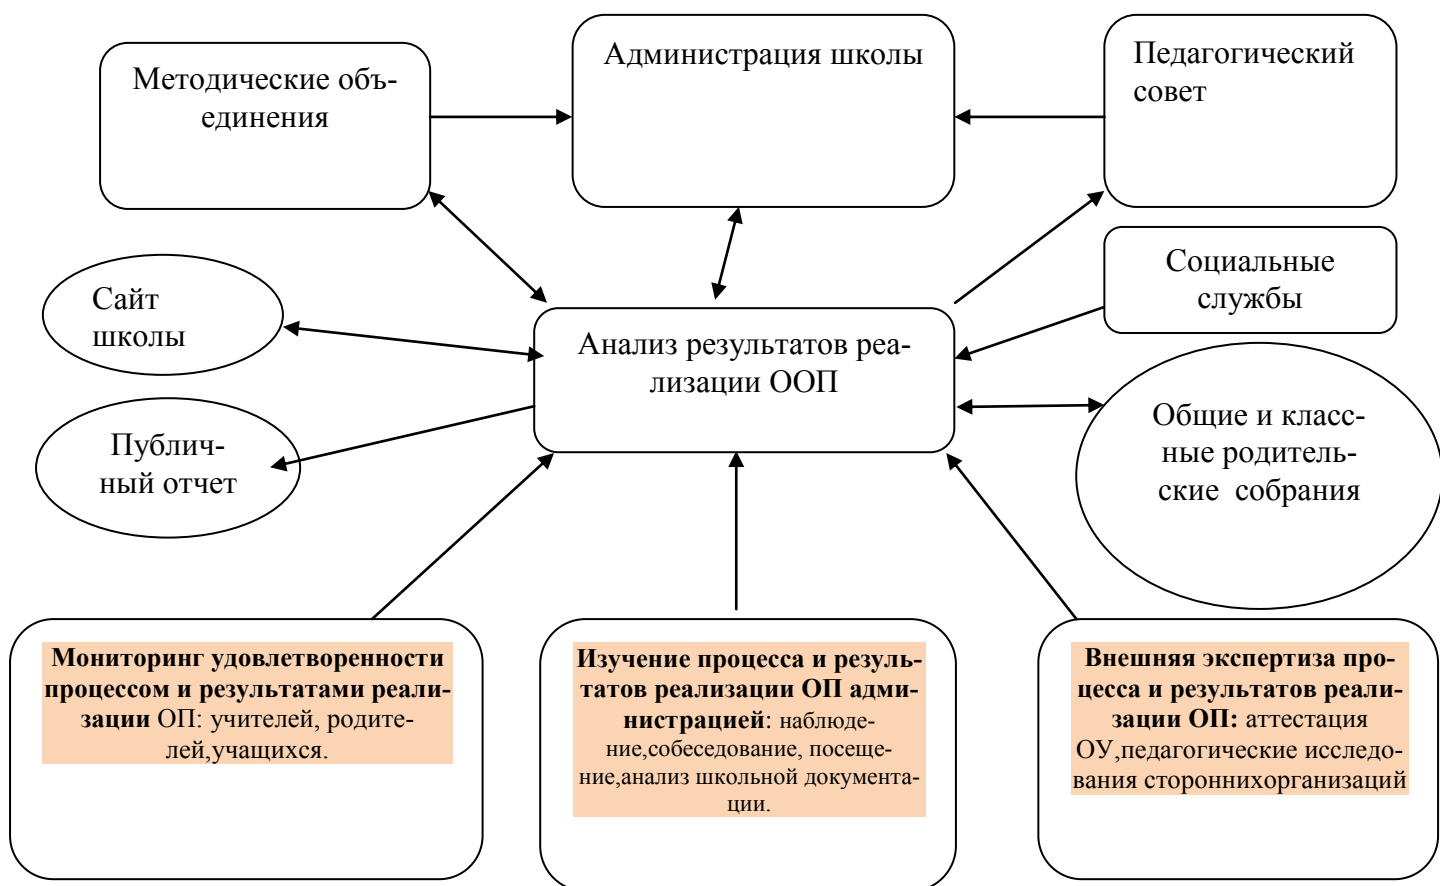 Методические объ-
единения
Администрация школы
Педагогический
совет
Сайт
школы
Социальные
службы
Анализ результатов реа-
лизации ООП
Публич-
ный отчет
Общие и класс-
ные родитель-
ские собрания
Мониторинг удовлетворенности
процессом и результатами реали-
зации ОП: учителей, родите-
лей,учащихся.
Изучение процесса и резуль-
татов реализации ОП адми-
нистрацией: наблюде-
ние,собеседование, посеще-
ние,анализ школьной документа-
ции.
Внешняя экспертиза про-
цесса и результатов реали-
зации ОП: аттестация
ОУ,педагогические исследо-
вания стороннихорганизаций